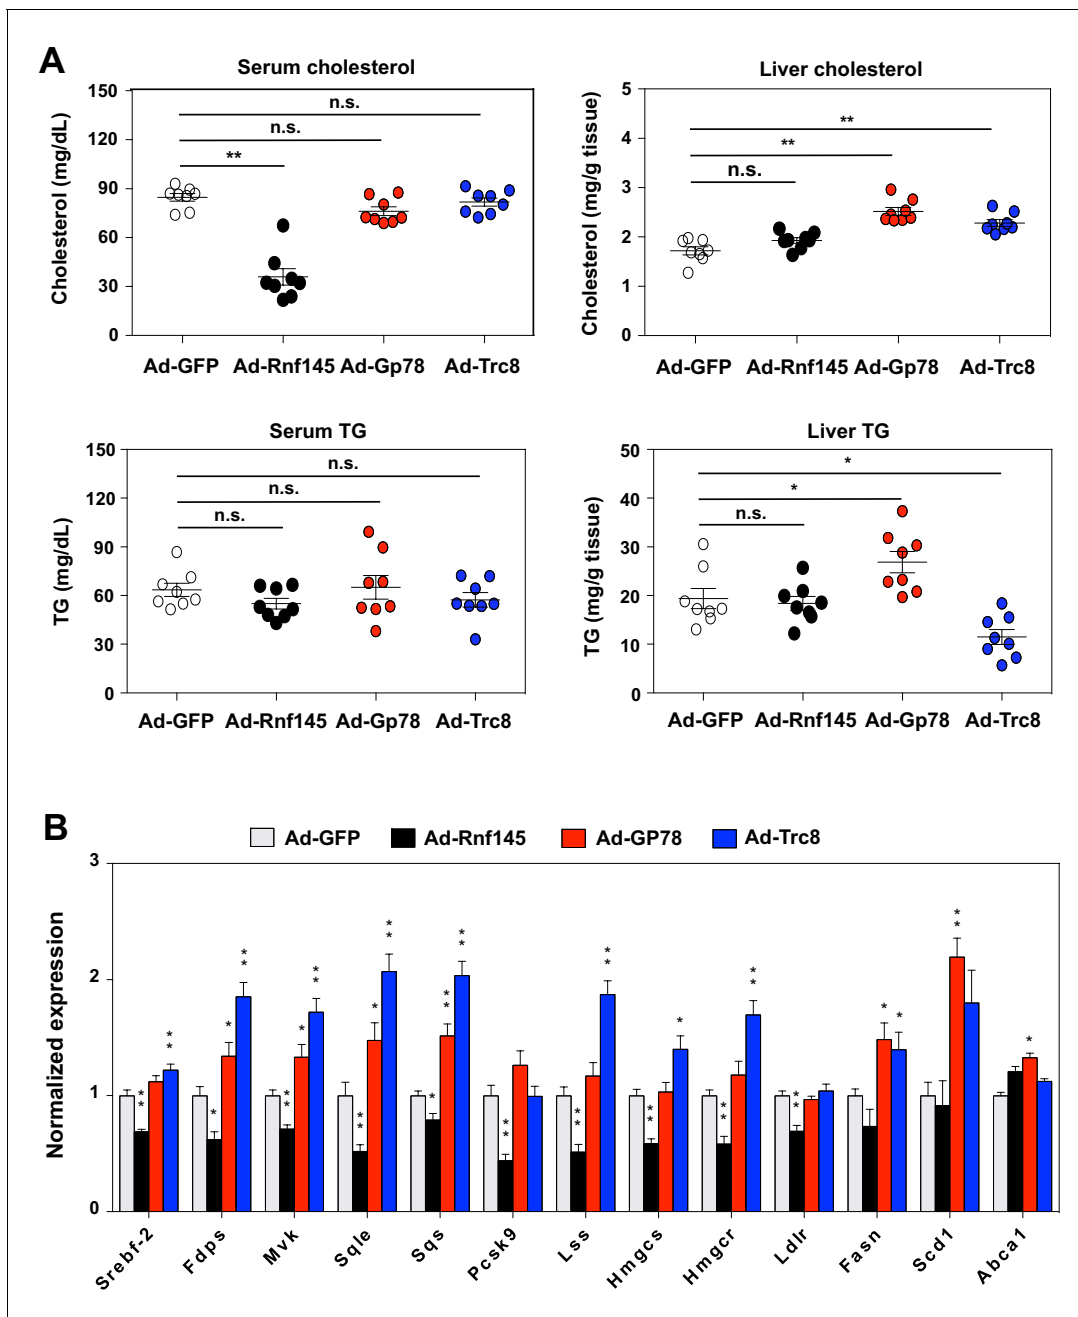 A
Serum cholesterol
Cholesterol (mg/dL)
150
120
90
60
30
0
n.s.
n.s.
**
Ad-GFP Ad-Rnf145 Ad-Gp78 Ad-Trc8
Liver cholesterol
Cholesterol (mg/g tissue)
5
4
3
2
1
0
**
**
n.s.
Ad-GFP Ad-Rnf145 Ad-Gp78 Ad-Trc8
Serum TG
TG (mg/dL)
150
120
90
60
30
0
n.s.
n.s.
n.s.
Ad-GFP Ad-Rnf145 Ad-Gp78 Ad-Trc8
Liver TG
TG (mg/g tissue)
50
40
30
20
10
0
*
*
n.s.
Ad-GFP Ad-Rnf145 Ad-Gp78 Ad-Trc8
B
Ad-GFP Ad-Rnf145 Ad-GP78 Ad-Trc8
Normalized expression
3
2
1
0
** ** * * ** ** * ** ** * ** * ** ** ** ** ** ** * ** ** ** * * ** *
Srebf-2 Fdps Mvk Sqle Sqs Pcsk9 Lss Hmgcs Hmgcr Ldlr Fasn Scd1 Abca1